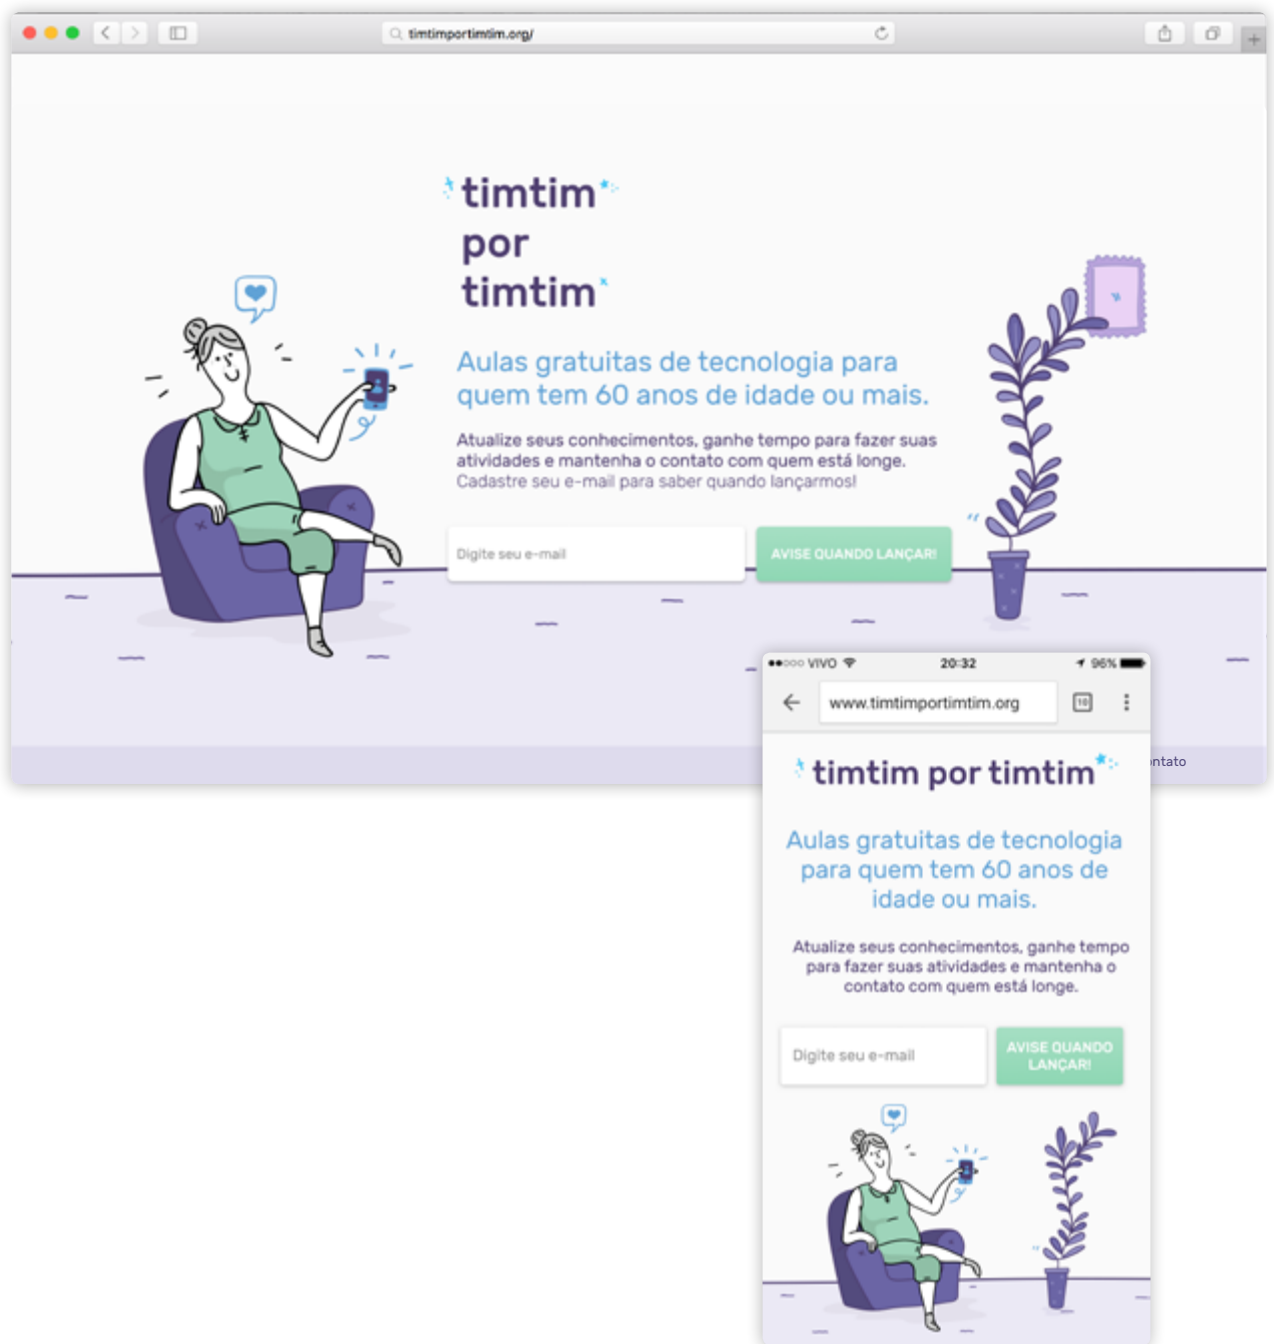 timtimportimtim.org/
timtim
por
timtim
Aulas gratuitas de tecnologia para
quem tem 60 anos de idade ou mais.
Atualize seus conhecimentos, ganhe tempo para fazer suas
atividades e mantenha o contato com quem está longe.
Cadastre seu e-mail para saber quando lançarmos!
Digite seu e-mail
AVISE QUANDO LANÇAR!
ontato
VIVO 20:32 96%
www.timtimportimtim.org
10
timtim por timtim
Aulas gratuitas de tecnologia
para quem tem 60 anos de
idade ou mais.
Atualize seus conhecimentos, ganhe tempo
para fazer suas atividades e mantenha o
contato com quem está longe.
Digite seu e-mail
AVISE QUANDO
LANÇAR!